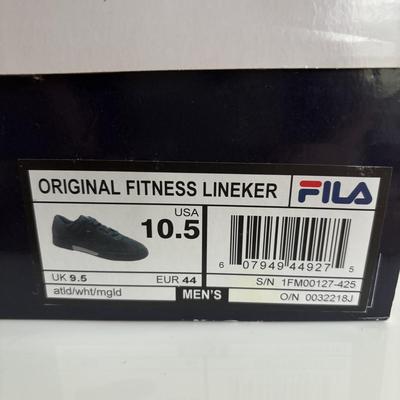 ORIGINAL FITNESS LINEKER
FILA
USA
10.5
6 07949 44927 5
UK 9.5
EUR 44
S/N 1FM00127-425
atld/wht/mgld
MEN'S
O/N 0032218J